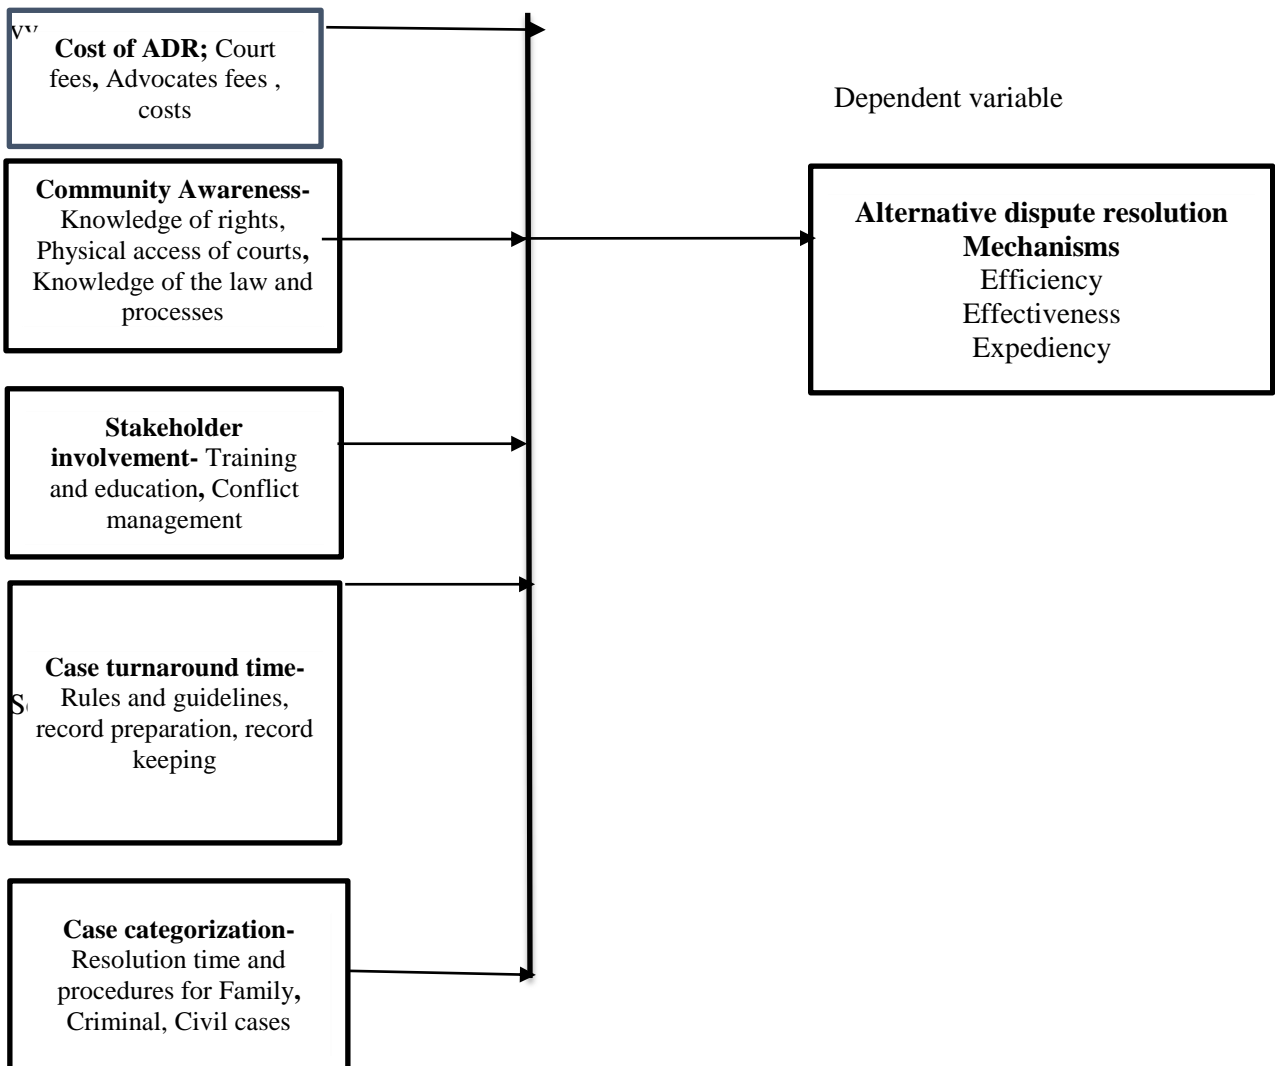 Cost of ADR; Court
fees, Advocates fees ,
costs
Dependent variable
Community Awareness-
Knowledge of rights,
Physical access of courts,
Knowledge of the law and
processes
Alternative dispute resolution
Mechanisms
Efficiency
Effectiveness
Expediency
Stakeholder
involvement- Training
and education, Conflict
management
Case turnaround time-
Rules and guidelines,
record preparation, record
keeping
Case categorization-
Resolution time and
procedures for Family,
Criminal, Civil cases